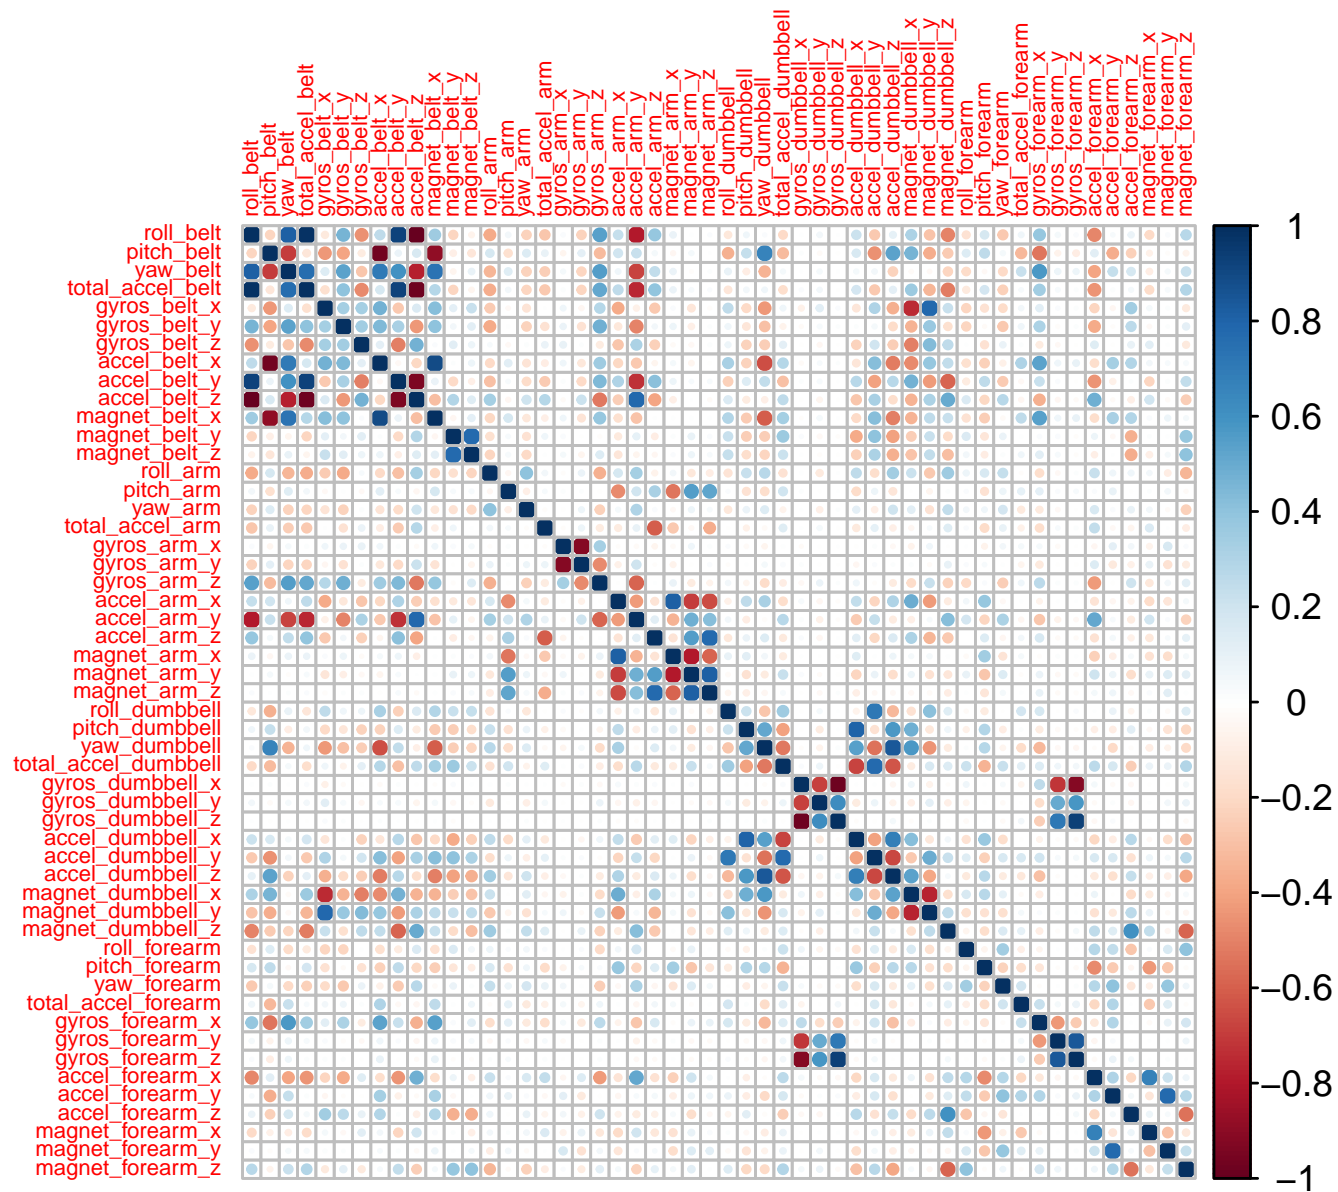 roll_belt
pitch_belt
yaw_belt
total_accel_belt
gyros_belt_x
gyros_belt_y
gyros_belt_z
accel_belt_x
accel_belt_y
accel_belt_z
magnet_belt_x
magnet_belt_y
magnet_belt_z
roll_arm
pitch_arm
yaw_arm
total_accel_arm
gyros_arm_x
gyros_arm_y
gyros_arm_z
accel_arm_x
accel_arm_y
accel_arm_z
magnet_arm_x
magnet_arm_y
magnet_arm_z
roll_dumbbell
pitch_dumbbell
yaw_dumbbell
total_accel_dumbbell
gyros_dumbbell_x
gyros_dumbbell_y
gyros_dumbbell_z
accel_dumbbell_x
accel_dumbbell_y
accel_dumbbell_z
magnet_dumbbell_x
magnet_dumbbell_y
magnet_dumbbell_z
roll_forearm
pitch_forearm
yaw_forearm
total_accel_forearm
gyros_forearm_x
gyros_forearm_y
gyros_forearm_z
accel_forearm_x
accel_forearm_y
accel_forearm_z
magnet_forearm_x
magnet_forearm_y
magnet_forearm_z
roll_belt
pitch_belt
yaw_belt
total_accel_belt
gyros_belt_x
gyros_belt_y
gyros_belt_z
accel_belt_x
accel_belt_y
accel_belt_z
magnet_belt_x
magnet_belt_y
magnet_belt_z
roll_arm
pitch_arm
yaw_arm
total_accel_arm
gyros_arm_x
gyros_arm_y
gyros_arm_z
accel_arm_x
accel_arm_y
accel_arm_z
magnet_arm_x
magnet_arm_y
magnet_arm_z
roll_dumbbell
pitch_dumbbell
yaw_dumbbell
total_accel_dumbbell
gyros_dumbbell_x
gyros_dumbbell_y
gyros_dumbbell_z
accel_dumbbell_x
accel_dumbbell_y
accel_dumbbell_z
magnet_dumbbell_x
magnet_dumbbell_y
magnet_dumbbell_z
roll_forearm
pitch_forearm
yaw_forearm
total_accel_forearm
gyros_forearm_x
gyros_forearm_y
gyros_forearm_z
accel_forearm_x
accel_forearm_y
accel_forearm_z
magnet_forearm_x
magnet_forearm_y
magnet_forearm_z
1
0.8
0.6
0.4
0.2
0
−0.2
−0.4
−0.6
−0.8
−1